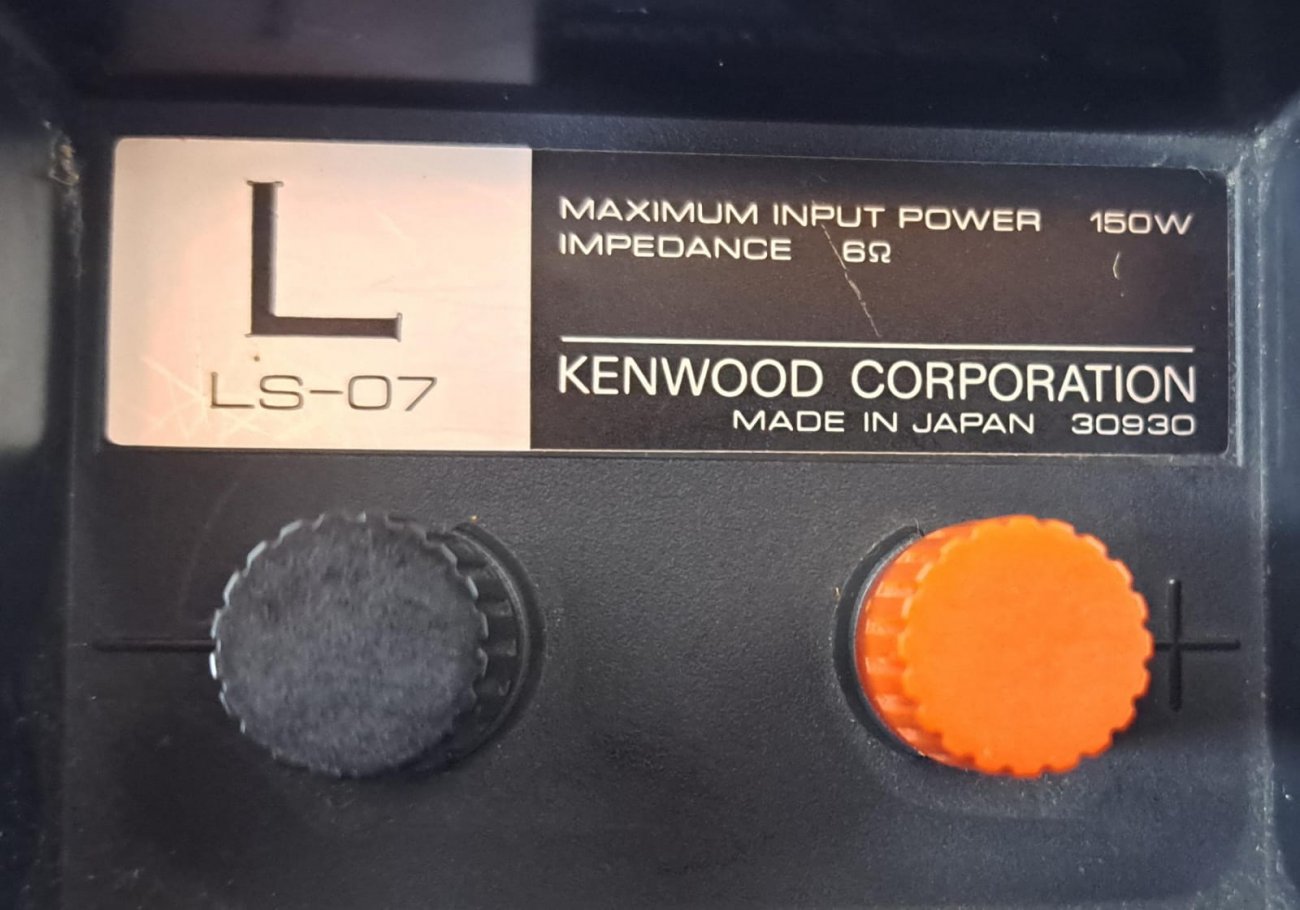 L
LS-07
MAXIMUM INPUT POWER 150W
IMPEDANCE 6Ω
KENWOOD CORPORATION
MADE IN JAPAN 30930
- +